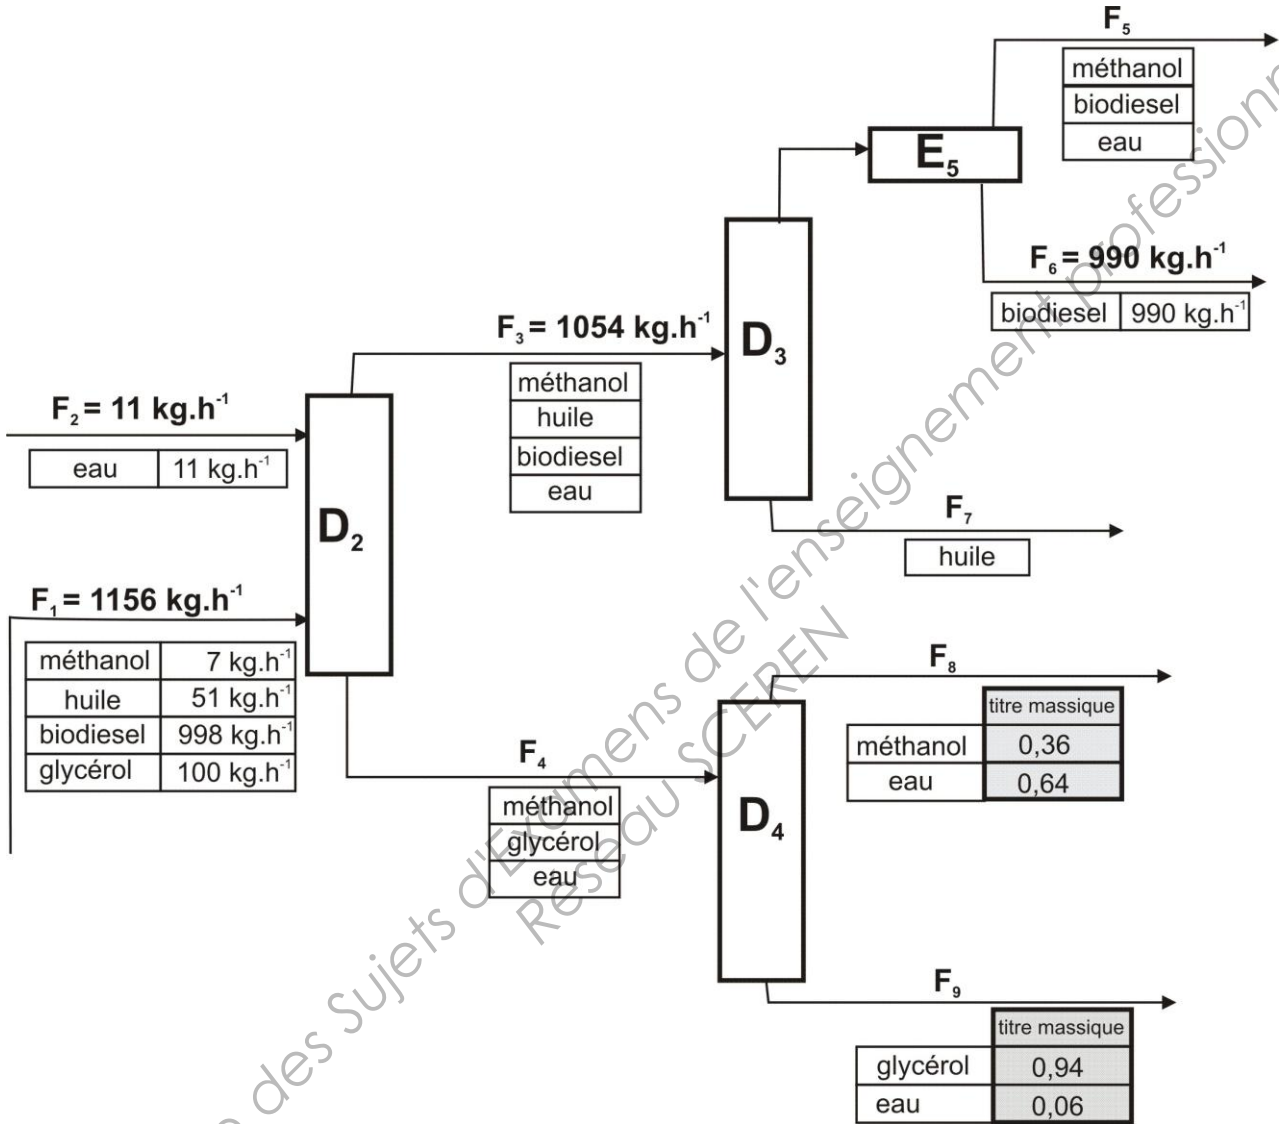 F₅
méthanol
biodiesel
eau
E₅
F₆ = 990 kg.h⁻¹
biodiesel 990 kg.h⁻¹
F₃ = 1054 kg.h⁻¹
méthanol
huile
biodiesel
eau
D₃
F₂ = 11 kg.h⁻¹
eau 11 kg.h⁻¹
D₂
F₇
huile
F₁ = 1156 kg.h⁻¹
méthanol 7 kg.h⁻¹
huile 51 kg.h⁻¹
biodiesel 998 kg.h⁻¹
glycérol 100 kg.h⁻¹
F₈
titre massique
méthanol 0,36
eau 0,64
F₄
méthanol
glycérol
eau
D₄
F₉
titre massique
glycérol 0,94
eau 0,06
des Sujets d'Examens de l'enseignement
Réseau SCEREN